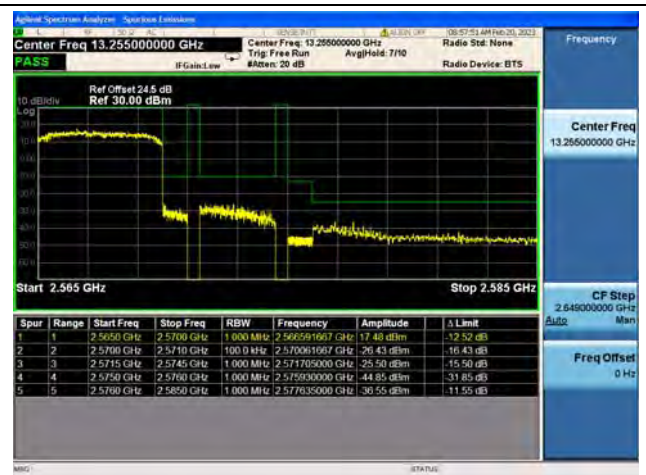 Agilent Spectrum Analyzer Spurious Emissions
ALIGN OFF 08:57:51 AM Feb 20, 2023
Center Freq 13.255000000 GHz
Center Freq: 13.255000000 GHz
Radio Std: None
Trig: Free Run Avg|Hold: 7/10
PASS
IFGain:Low
#Atten: 20 dB
Radio Device: BTS
Frequency
Ref Offset 24.5 dB
10 dB/div Ref 30.00 dBm
Log
Center Freq
13.255000000 GHz
Start 2.565 GHz Stop 2.585 GHz
CF Step
2.649000000 GHz
Auto Man
Freq Offset
0 Hz
Spur Range Start Freq Stop Freq RBW Frequency Amplitude Δ Limit
1 1 2.5650 GHz 2.5700 GHz 1.000 MHz 2.566591667 GHz 17.48 dBm -12.52 dB
2 2 2.5700 GHz 2.5710 GHz 100.0 kHz 2.570061667 GHz -26.43 dBm -16.43 dB
3 3 2.5715 GHz 2.5745 GHz 1.000 MHz 2.571705000 GHz -25.50 dBm -15.50 dB
4 4 2.5750 GHz 2.5760 GHz 1.000 MHz 2.575930000 GHz -44.85 dBm -31.85 dB
5 5 2.5760 GHz 2.5850 GHz 1.000 MHz 2.577635000 GHz -36.55 dBm -11.55 dB
MSG STATUS